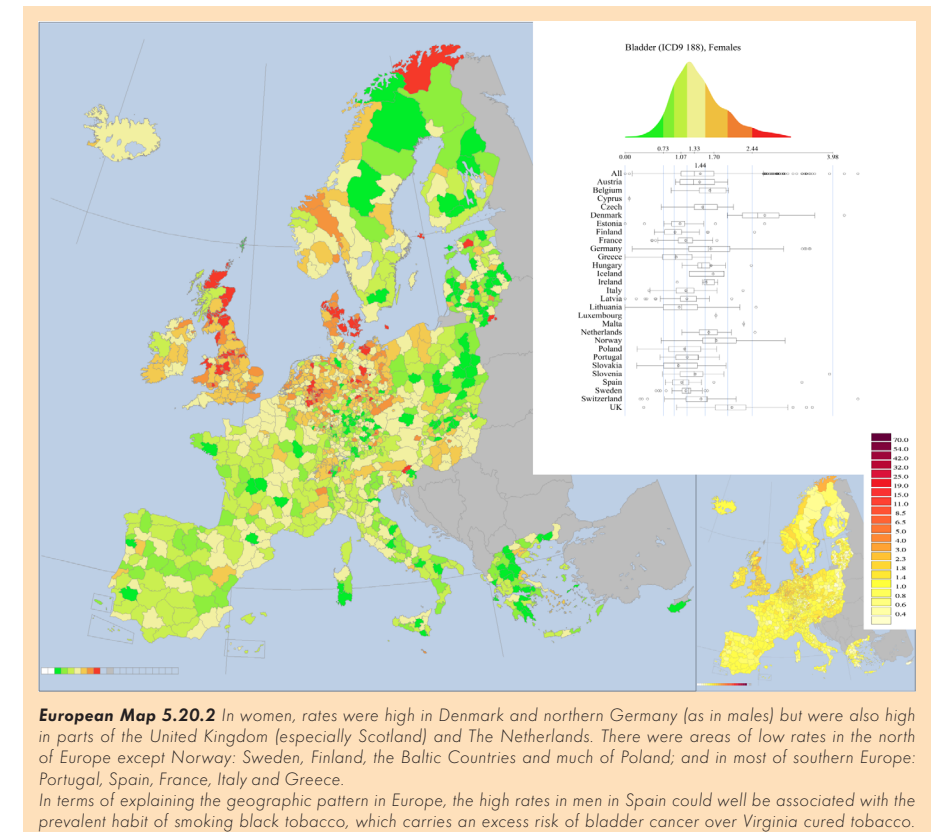 Bladder (ICD9 188), Females
0.00 0.73 1.07 1.33 1.44 1.70 2.44 3.98
All
Austria
Belgium
Cyprus
Czech
Denmark
Estonia
Finland
France
Germany
Greece
Hungary
Iceland
Ireland
Italy
Latvia
Lithuania
Luxembourg
Malta
Netherlands
Norway
Poland
Portugal
Slovakia
Slovenia
Spain
Sweden
Switzerland
UK
70.0
54.0
42.0
32.0
25.0
19.0
15.0
11.0
8.5
6.5
5.0
4.0
3.0
2.3
1.8
1.4
1.0
0.8
0.6
0.4
European Map 5.20.2 In women, rates were high in Denmark and northern Germany (as in males) but were also high
in parts of the United Kingdom (especially Scotland) and The Netherlands. There were areas of low rates in the north
of Europe except Norway: Sweden, Finland, the Baltic Countries and much of Poland; and in most of southern Europe:
Portugal, Spain, France, Italy and Greece.
In terms of explaining the geographic pattern in Europe, the high rates in men in Spain could well be associated with the
prevalent habit of smoking black tobacco, which carries an excess risk of bladder cancer over Virginia cured tobacco.